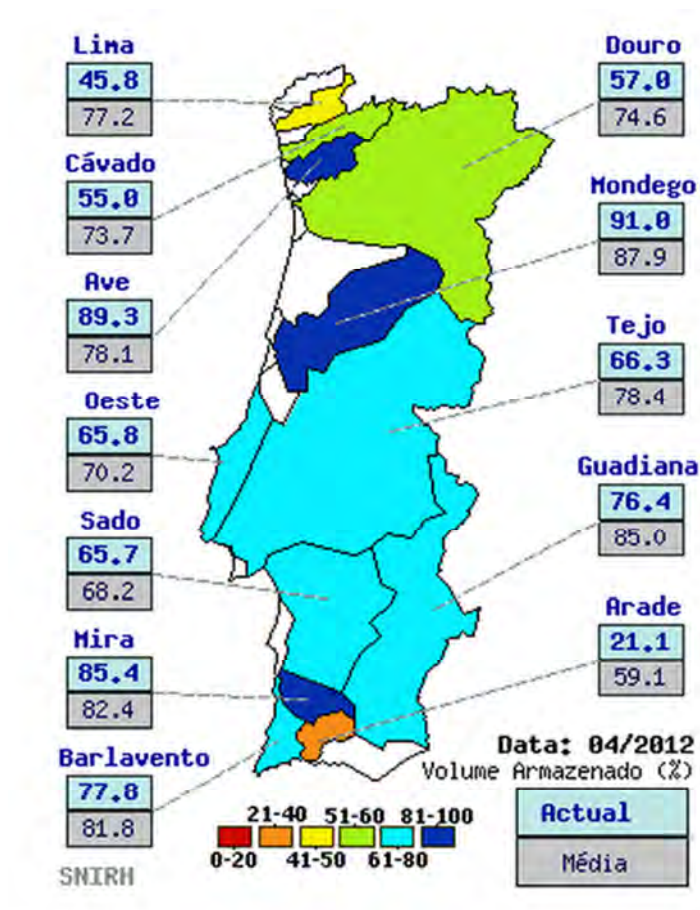 Lima
45.8
77.2
Cávado
55.0
73.7
Ave
89.3
78.1
Oeste
65.8
70.2
Sado
65.7
68.2
Mira
85.4
82.4
Barlavento
77.8
81.8
SNIRH
Douro
57.0
74.6
Mondego
91.0
87.9
Tejo
66.3
78.4
Guadiana
76.4
85.0
Arade
21.1
59.1
Data: 04/2012
Volume Armazenado (%)
Actual
Média
21-40 51-60 81-100
0-20 41-50 61-80